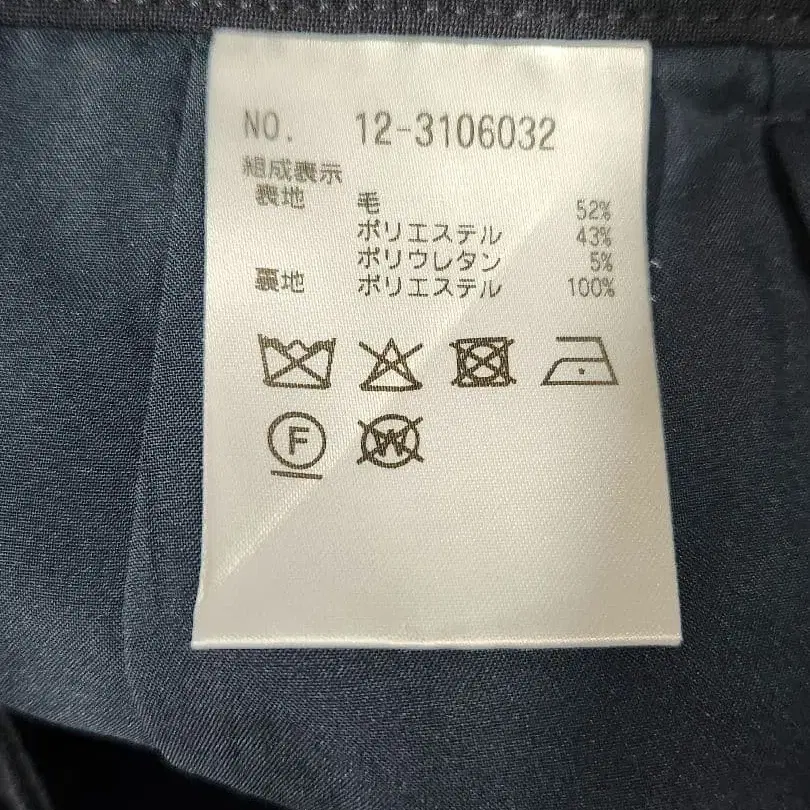 NO. 12-3106032
組成表示
表地 毛 52%
ポリエステル 43%
ポリウレタン 5%
裏地 ポリエステル 100%
F W